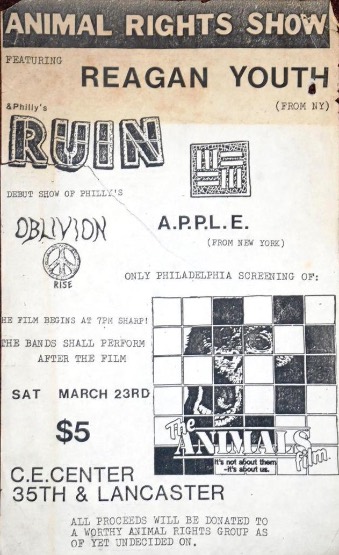 ANIMAL RIGHTS SHOW
FEATURING
REAGAN YOUTH
&Philly's
(FROM NY)
RUIN
DEBUT SHOW OF PHILLY'S
OBLIVION
A.P.P.L.E.
(FROM NEW YORK)
RISE
ONLY PHILADELPHIA SCREENING OF:
HE FILM BEGINS AT 7PM SHARP!
THE BANDS SHALL PERFORM
AFTER THE FILM
SAT MARCH 23RD
$5
The
ANIMALS
film
it's not about them
-it's about us.
C.E.CENTER
35TH & LANCASTER
ALL PROCEEDS WILL BE DONATED TO
A WORTHY ANIMAL RIGHTS GROUP AS
OF YET UNDECIDED ON.